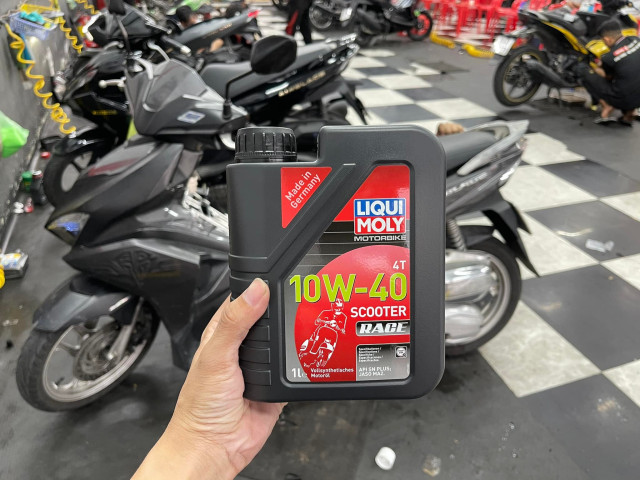 Made in
Germany
LIQUI
MOLY
MOTORBIKE
4T
10W-40
SCOOTER
RACE
1L
Vollsynthetisches
Motoröl
API SN PLUS;
JASO MA2.